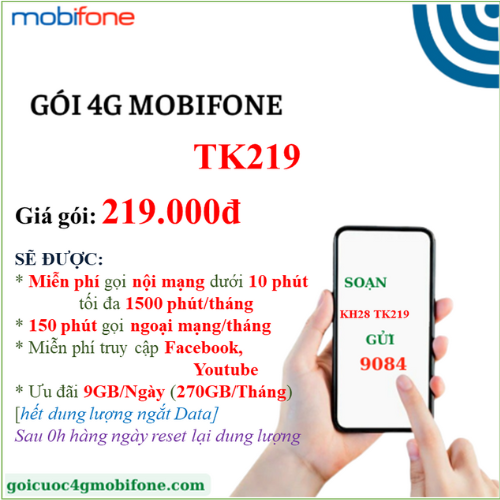 mobifone
GÓI 4G MOBIFONE
TK219
Giá gói: 219.000đ
SẼ ĐƯỢC:
* Miễn phí gọi nội mạng dưới 10 phút
tối đa 1500 phút/tháng
* 150 phút gọi ngoại mạng/tháng
* Miễn phí truy cập Facebook,
Youtube
* Ưu đãi 9GB/Ngày (270GB/Tháng)
[hết dung lượng ngắt Data]
Sau 0h hàng ngày reset lại dung lượng
SOẠN
KH28 TK219
GỬI
9084
goicuoc4gmobifone.com